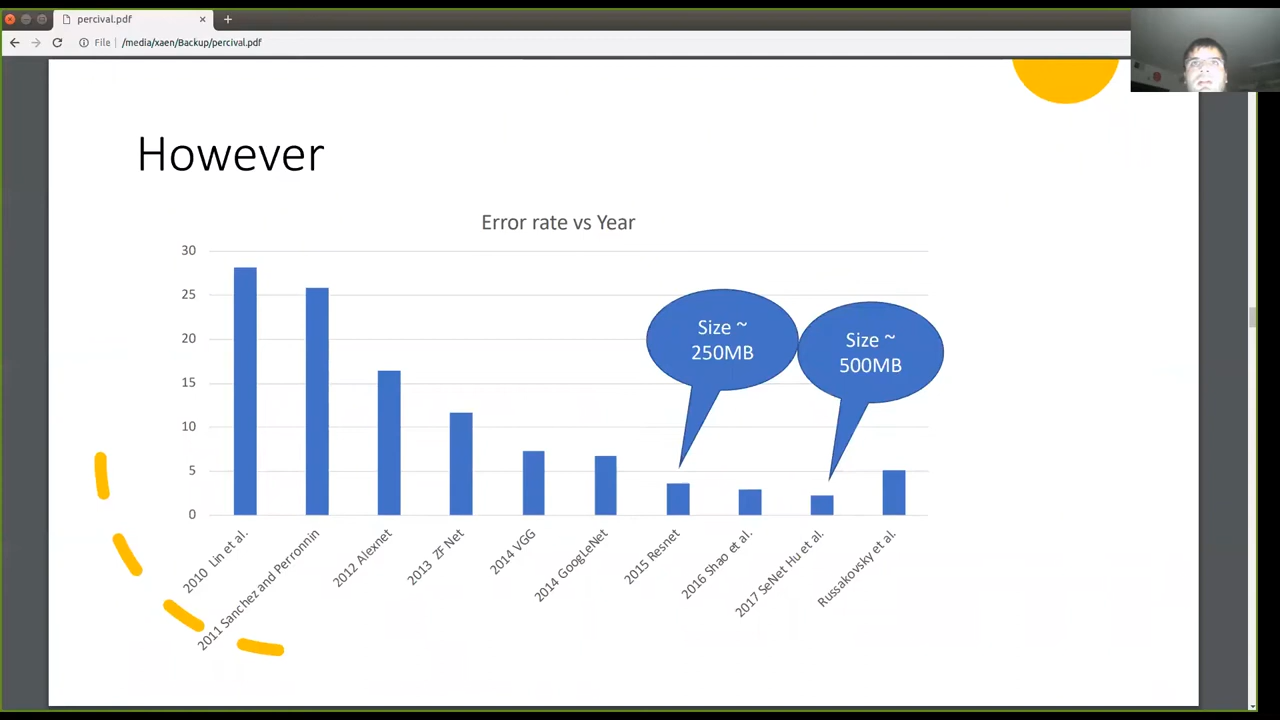 percival.pdf
File
/media/xaen/Backup/percival.pdf
However
Error rate vs Year
30
25
20
15
10
5
0
Size ~
250MB
Size ~
500MB
2010 Lin et al.
2011 Sanchez and Perronnin
2012 Alexnet
2013 ZF Net
2014 VGG
2014 GoogleNet
2015 Resnet
2016 Shao et al.
2017 SeNet Hu et al.
Russakovsky et al.